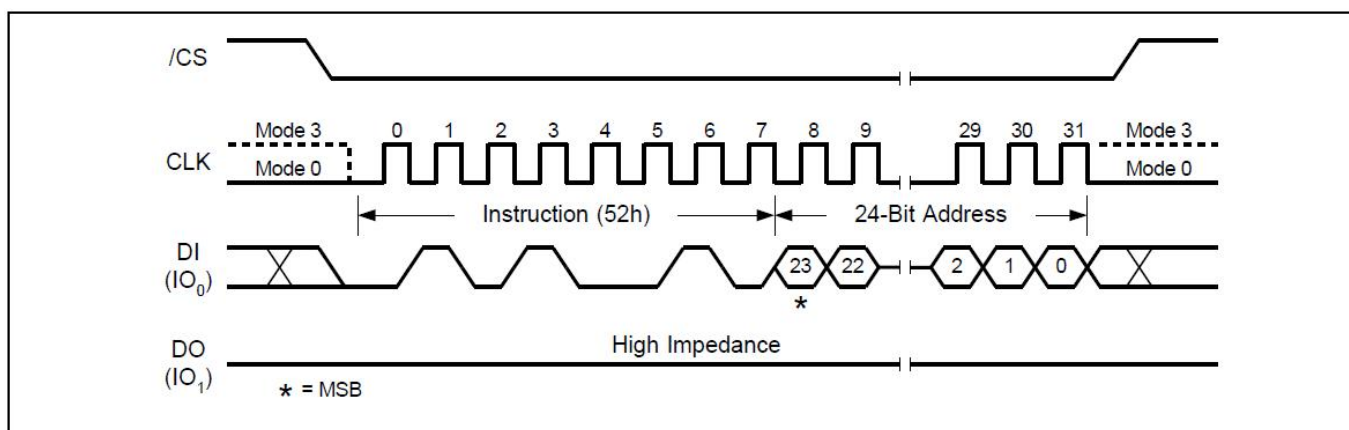 /CS
Mode 3 0 1 2 3 4 5 6 7 8 9 29 30 31 Mode 3
CLK
Mode 0 Mode 0
Instruction (52h) 24-Bit Address
DI
(IO0)
23 22 2 1 0
*
High Impedance
DO
(IO1)
* = MSB